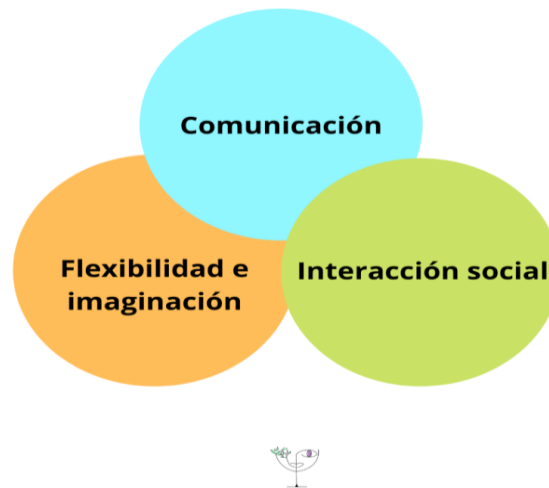 Comunicación
Flexibilidad e
imaginación
Interacción social